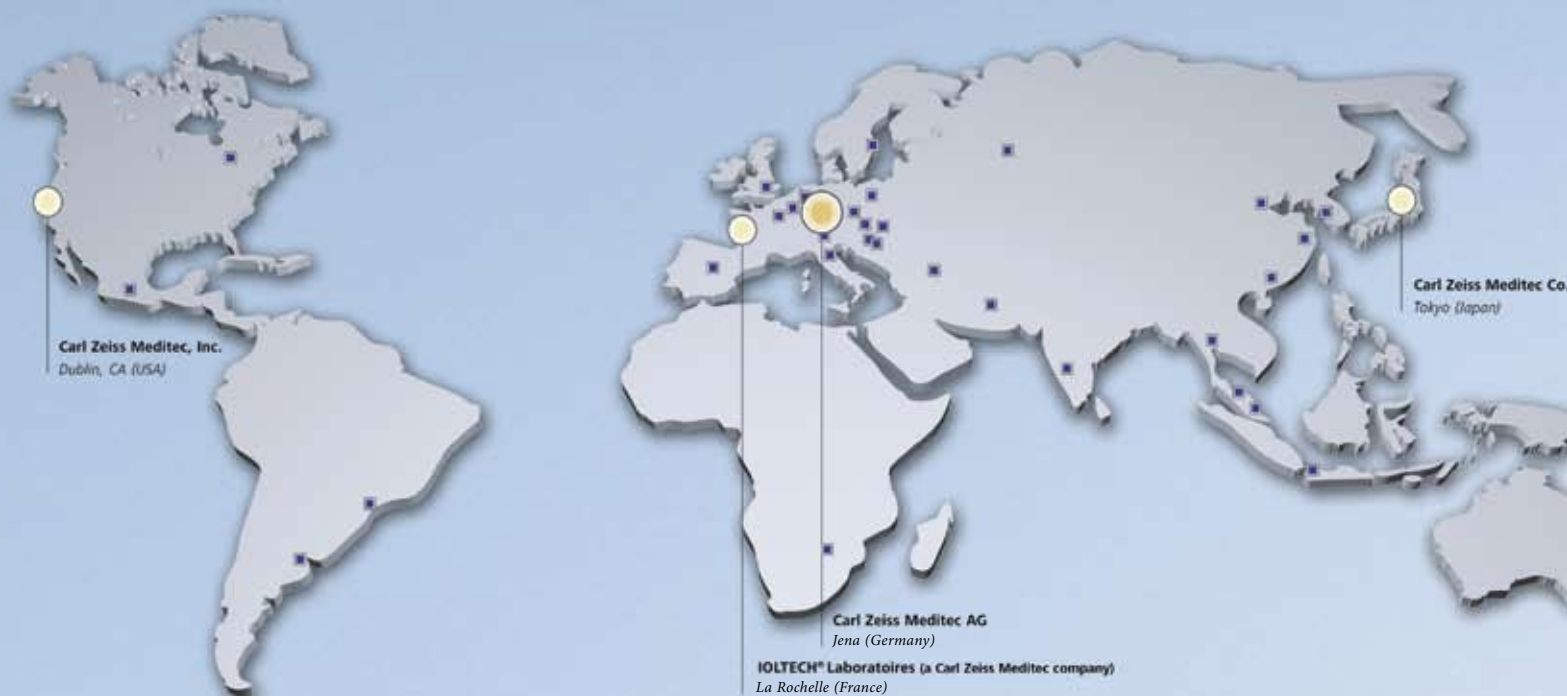 Carl Zeiss Meditec, Inc.
Dublin, CA (USA)
Carl Zeiss Meditec Co.
Tokyo (Japan)
Carl Zeiss Meditec AG
Jena (Germany)
IOLTECH® Laboratoires (a Carl Zeiss Meditec company)
La Rochelle (France)